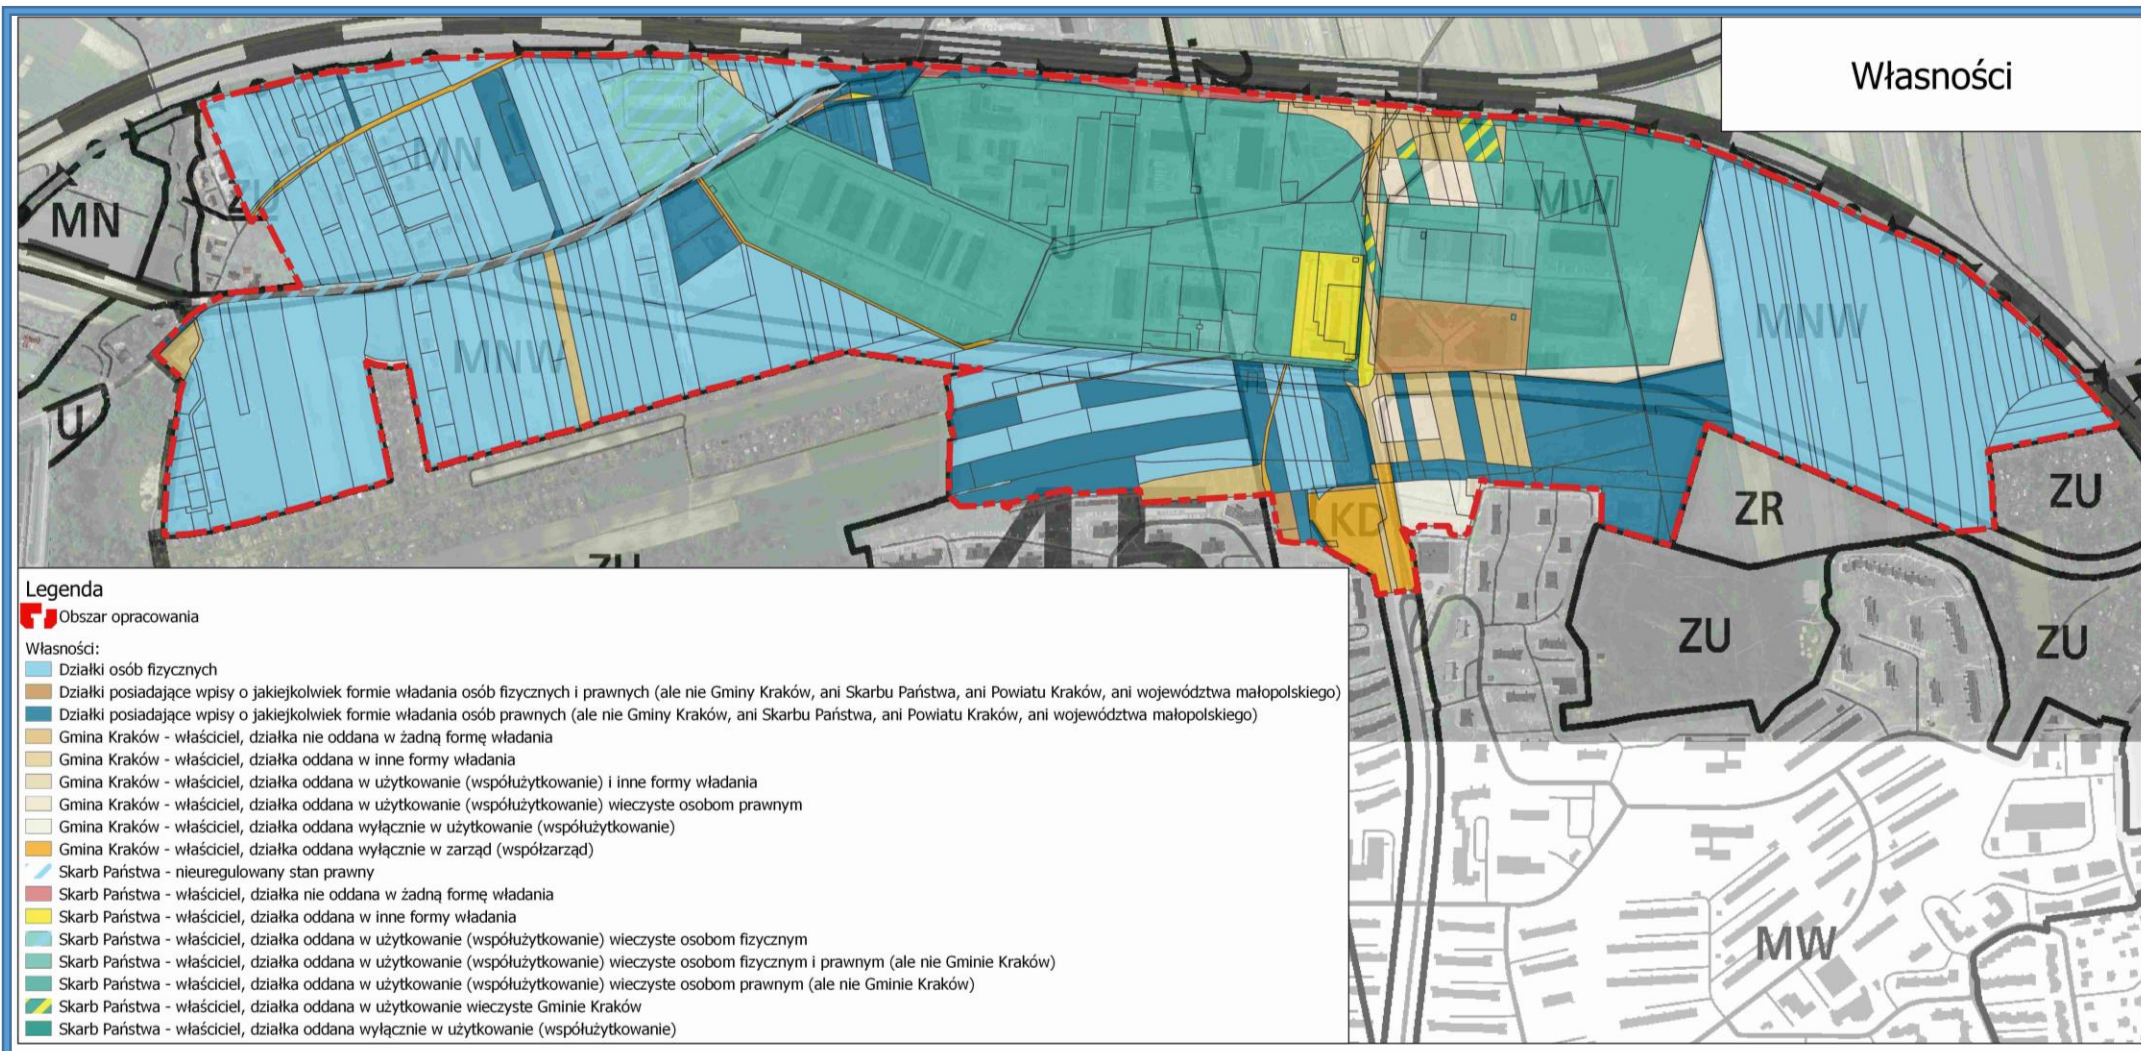 Własności
MN
MN
ZU
MW
U
MNW
MNW
U
ZU
ZR
KD
45
ZU
ZU
ZU
MW
Legenda
Obszar opracowania
Własności:
Działki osób fizycznych
Działki posiadające wpisy o jakiejkolwiek formie władania osób fizycznych i prawnych (ale nie Gminy Kraków, ani Skarbu Państwa, ani Powiatu Kraków, ani województwa małopolskiego)
Działki posiadające wpisy o jakiejkolwiek formie władania osób prawnych (ale nie Gminy Kraków, ani Skarbu Państwa, ani Powiatu Kraków, ani województwa małopolskiego)
Gmina Kraków - właściciel, działka nie oddana w żadną formę władania
Gmina Kraków - właściciel, działka oddana w inne formy władania
Gmina Kraków - właściciel, działka oddana w użytkowanie (współużytkowanie) i inne formy władania
Gmina Kraków - właściciel, działka oddana w użytkowanie (współużytkowanie) wieczyste osobom prawnym
Gmina Kraków - właściciel, działka oddana wyłącznie w użytkowanie (współużytkowanie)
Gmina Kraków - właściciel, działka oddana wyłącznie w zarząd (współzarząd)
Skarb Państwa - nieuregulowany stan prawny
Skarb Państwa - właściciel, działka nie oddana w żadną formę władania
Skarb Państwa - właściciel, działka oddana w inne formy władania
Skarb Państwa - właściciel, działka oddana w użytkowanie (współużytkowanie) wieczyste osobom fizycznym
Skarb Państwa - właściciel, działka oddana w użytkowanie (współużytkowanie) wieczyste osobom fizycznym i prawnym (ale nie Gminie Kraków)
Skarb Państwa - właściciel, działka oddana w użytkowanie (współużytkowanie) wieczyste osobom prawnym (ale nie Gminie Kraków)
Skarb Państwa - właściciel, działka oddana w użytkowanie wieczyste Gminie Kraków
Skarb Państwa - właściciel, działka oddana wyłącznie w użytkowanie (współużytkowanie)